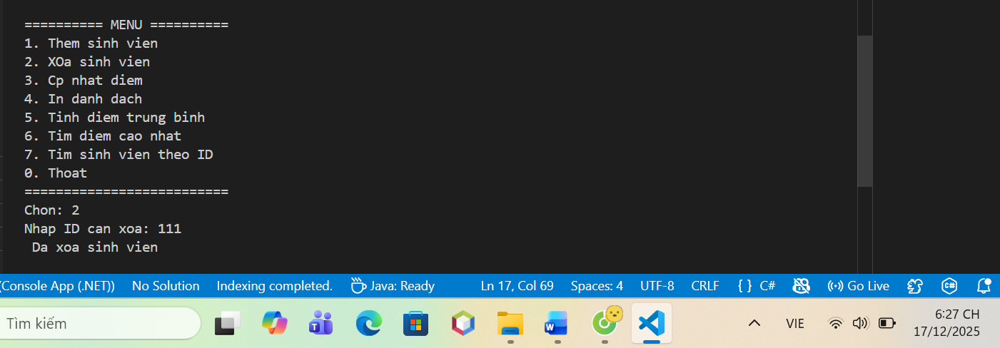 ========== MENU ==========
1. Them sinh vien
2. XOa sinh vien
3. Cp nhat diem
4. In danh dach
5. Tinh diem trung binh
6. Tim diem cao nhat
7. Tim sinh vien theo ID
0. Thoat
==========================
Chon: 2
Nhap ID can xoa: 111
Da xoa sinh vien
(Console App (.NET)) No Solution Indexing completed. Java: Ready Ln 17, Col 69 Spaces: 4 UTF-8 CRLF { } C# Go Live C#
Tìm kiếm T W VIE 6:27 CH
17/12/2025